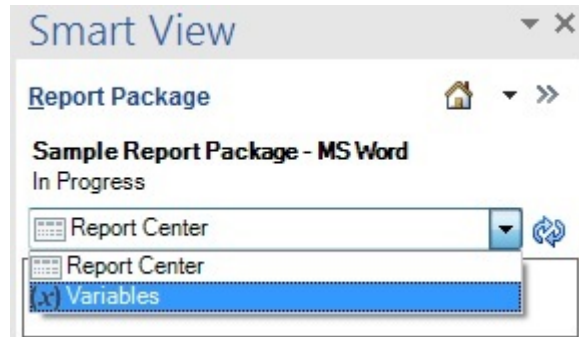 Smart View
Report Package
Sample Report Package - MS Word
In Progress
Report Center
Report Center
(x) Variables